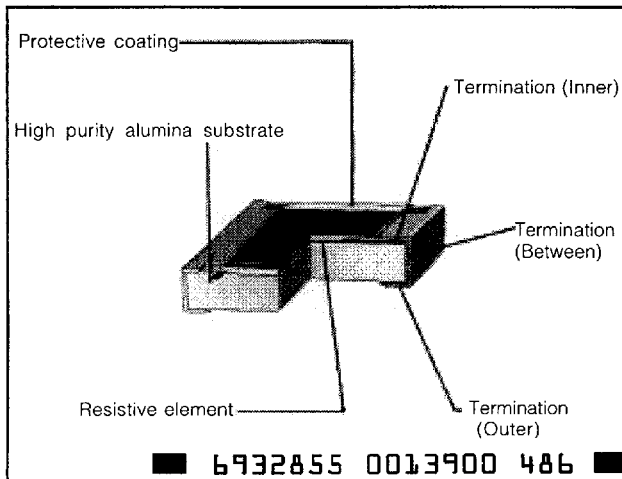 Protective coating
Termination (Inner)
High purity alumina substrate
Termination
(Between)
Resistive element
Termination
(Outer)
6932855 0013900 486